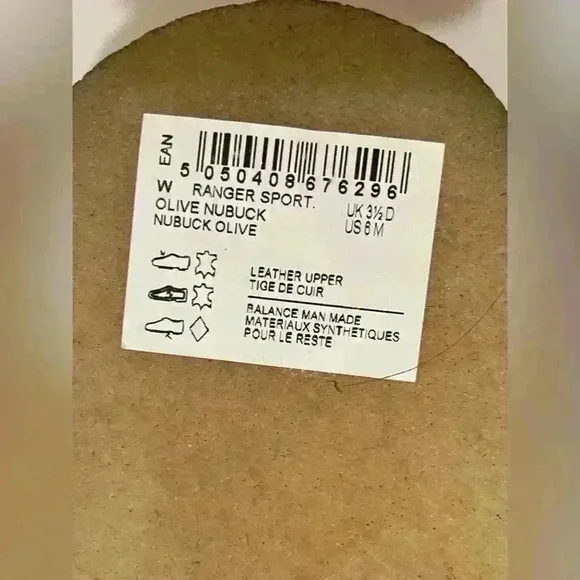 EAN
5 050408 676296
W RANGER SPORT. UK 3½ D
OLIVE NUBUCK US 6 M
NUBUCK OLIVE
LEATHER UPPER
TIGE DE CUIR
BALANCE MAN MADE
MATERIAUX SYNTHETIQUES
POUR LE RESTE